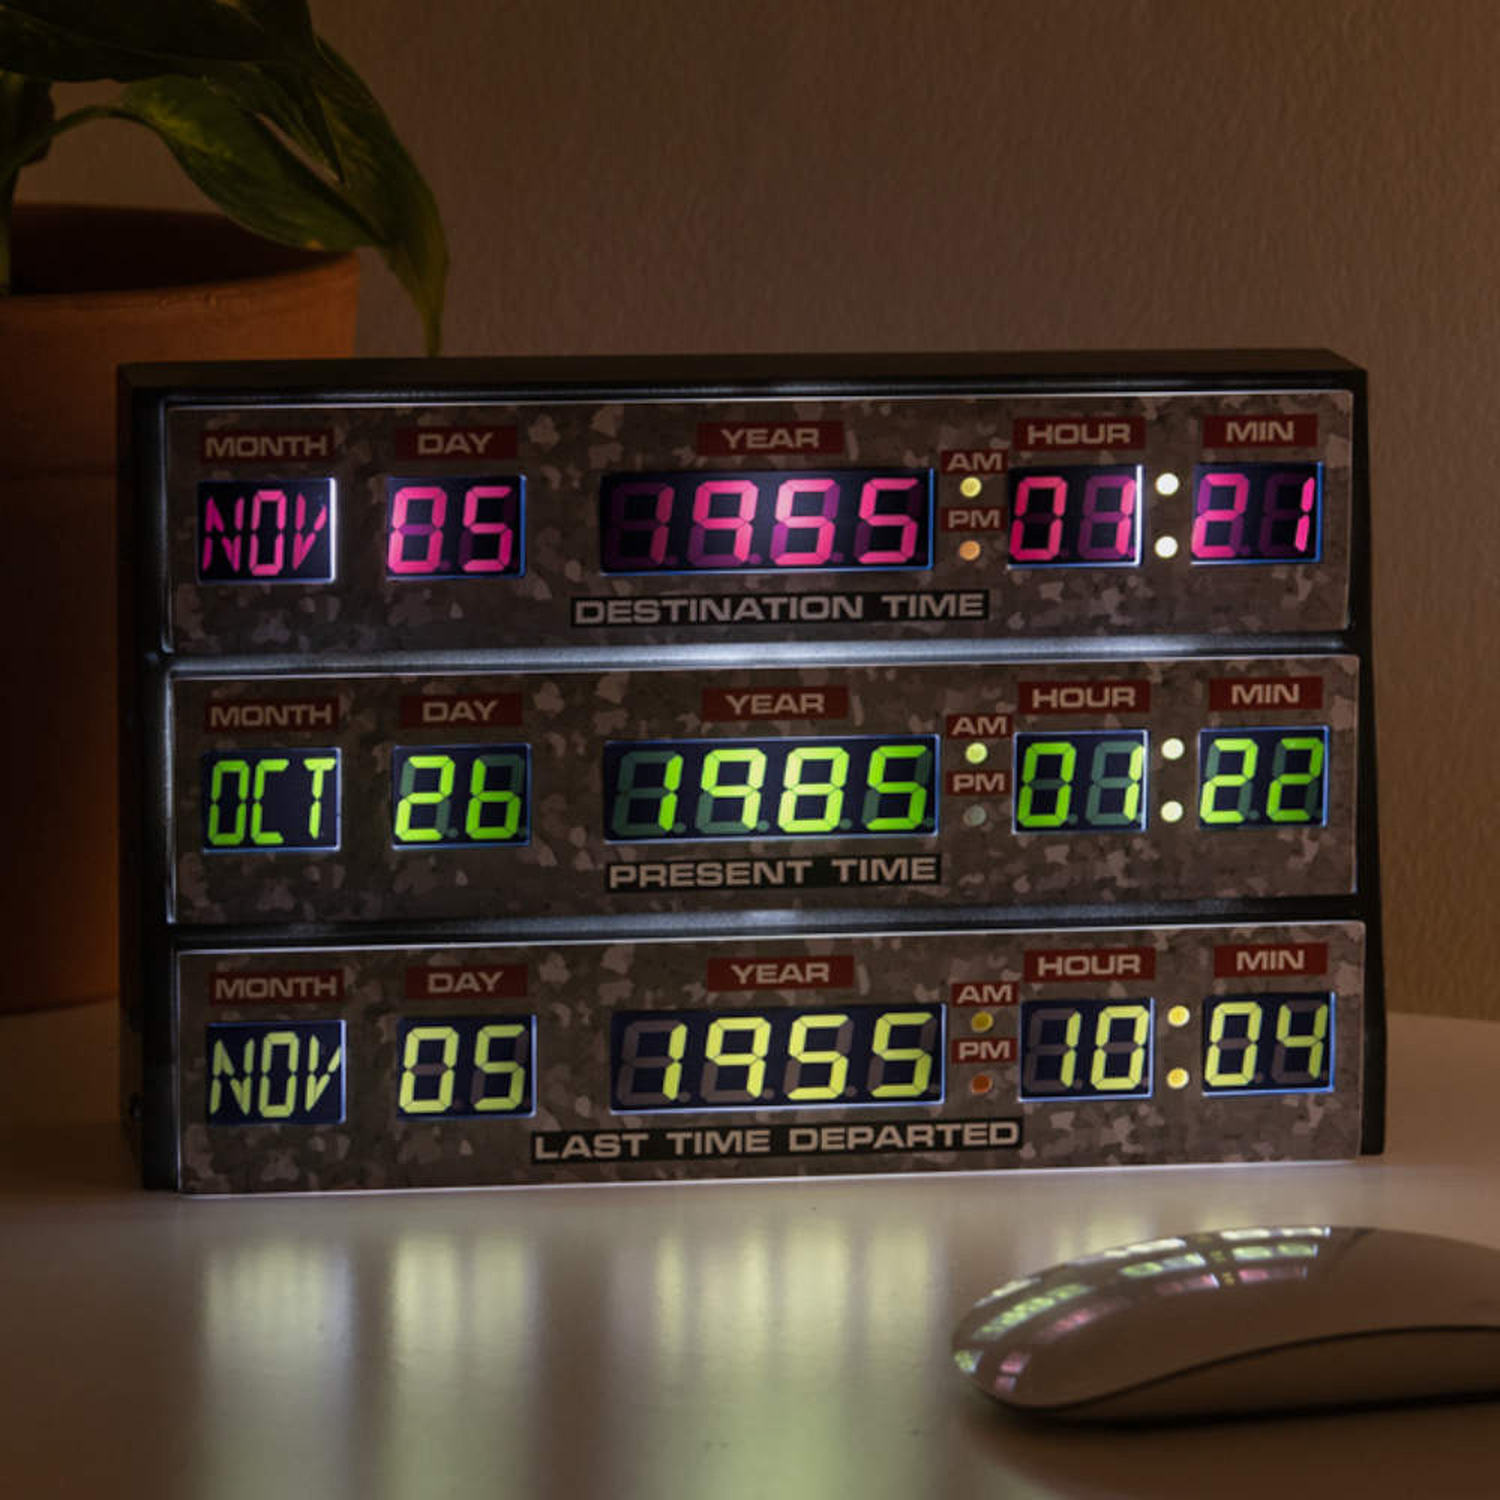 MONTH DAY YEAR AM PM HOUR MIN
NOV 05 1955 01:21
DESTINATION TIME
MONTH DAY YEAR AM PM HOUR MIN
OCT 26 1985 01:22
PRESENT TIME
MONTH DAY YEAR AM PM HOUR MIN
NOV 05 1955 10:04
LAST TIME DEPARTED